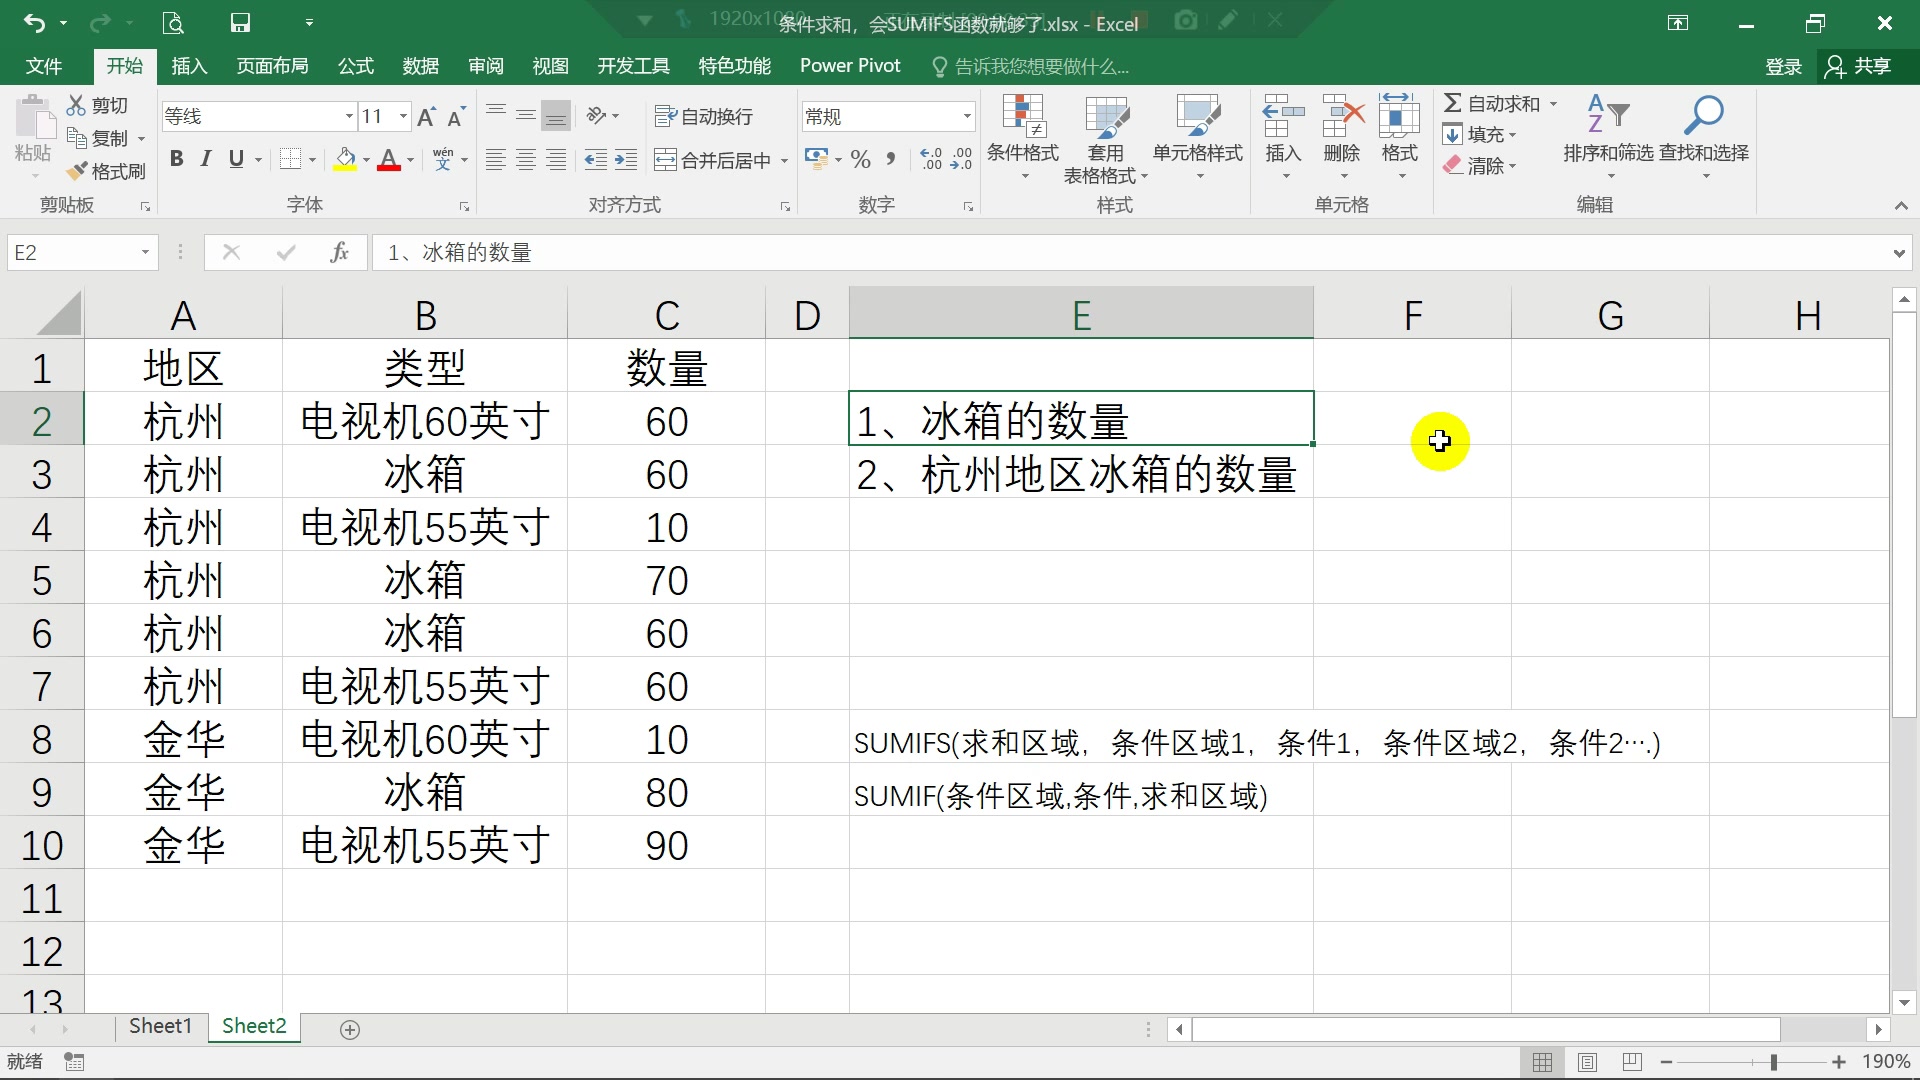 1920x1080
条件求和，会SUMIFS函数就够了.xlsx - Excel
文件 开始 插入 页面布局 公式 数据 审阅 视图 开发工具 特色功能 Power Pivot 告诉我您想要做什么... 登录 共享
粘贴 剪切 复制 格式刷 剪贴板
等线 11 B I U A wén 文 字体
自动换行 合并后居中 对齐方式
常规 % 数字
条件格式 套用 表格格式 单元格样式 样式
插入 删除 格式 单元格
自动求和 填充 清除 排序和筛选 查找和选择 编辑
E2 fx 1、冰箱的数量
A B C D E F G H
1 地区 类型 数量
2 杭州 电视机60英寸 60 1、冰箱的数量
3 杭州 冰箱 60 2、杭州地区冰箱的数量
4 杭州 电视机55英寸 10
5 杭州 冰箱 70
6 杭州 冰箱 60
7 杭州 电视机55英寸 60
8 金华 电视机60英寸 10 SUMIFS(求和区域，条件区域1，条件1，条件区域2，条件2….)
9 金华 冰箱 80 SUMIF(条件区域,条件,求和区域)
10 金华 电视机55英寸 90
11
12
13
Sheet1 Sheet2
就绪 190%